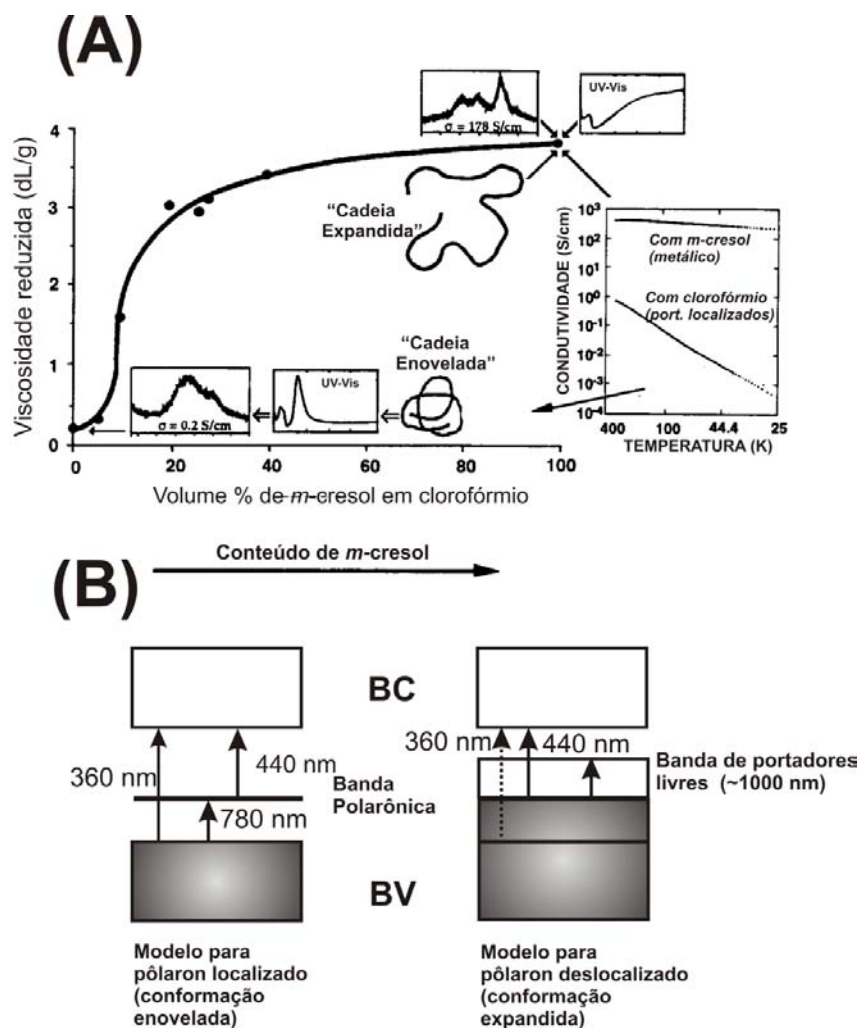 (A)
Viscosidade reduzida (dL/g)
4
3
2
1
0
0
20
40
60
80
100
Volume % de m-cresol em clorofórmio
σ = 178 S/cm
UV-Vis
“Cadeia
Expandida”
“Cadeia
Enovelada”
σ = 0.2 S/cm
UV-Vis
CONDUTIVIDADE (S/cm)
10³
10²
10¹
10⁰
10⁻¹
10⁻²
10⁻³
10⁻⁴
Com m-cresol
(metálico)
Com clorofórmio
(port. localizados)
400
100
44.4
25
TEMPERATURA (K)
Conteúdo de m-cresol
(B)
BC
360 nm
440 nm
780 nm
Banda
Polarônica
360 nm
440 nm
Banda de portadores
livres (~1000 nm)
BV
Modelo para
pôlaron localizado
(conformação
enovelada)
Modelo para
pôlaron deslocalizado
(conformação
expandida)